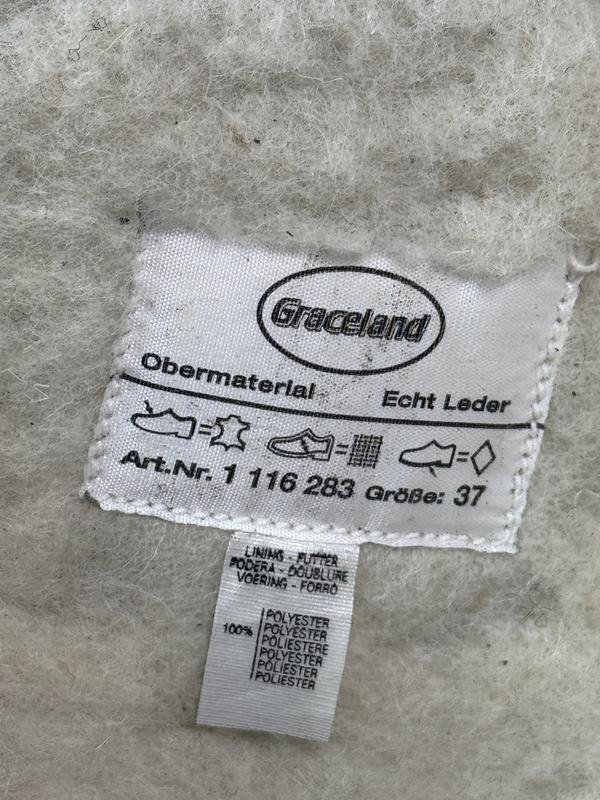 Graceland
Obermaterial Echt Leder
Art.Nr. 1 116 283 Größe: 37
LINING - FUTTER
FODERA - DOUBLURE
VOERING - FORRO
100% POLYESTER
POLYESTER
POLIESTERE
POLYESTER
POLIESTER
POLIESTER